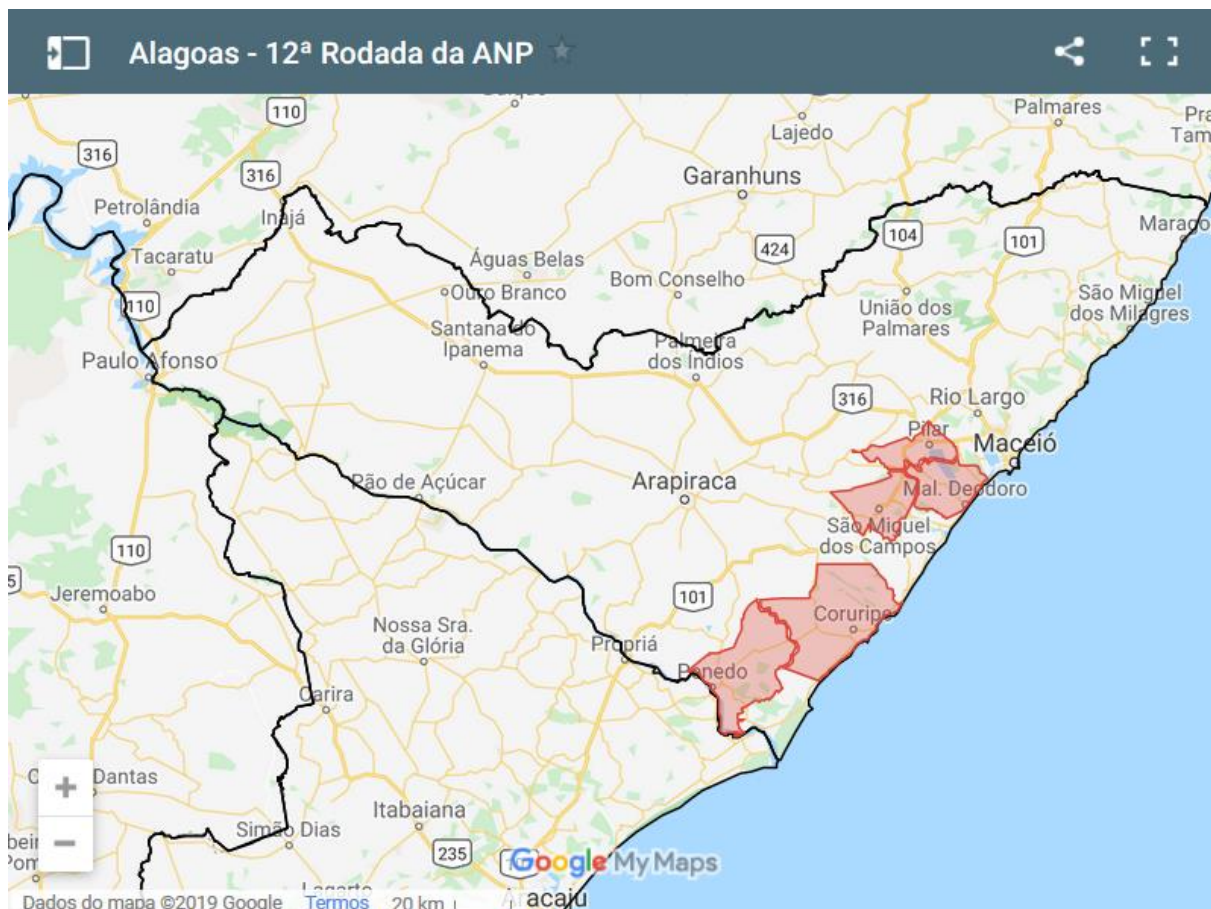 Alagoas - 12ª Rodada da ANP
Palmares
Lajedo
110
316
316
Garanhuns
Petrolândia
Inajá
104
101
424
Tacaratu
Águas Belas
Bom Conselho
Ouro Branco
110
São Miguel
dos Milagres
União dos
Palmares
Santana do
Ipanema
Palmeira
dos Índios
Paulo Afonso
316
Rio Largo
Pilar
Maceió
Pão de Açúcar
Arapiraca
Mal. Deodoro
São Miguel
dos Campos
110
Jeremoabo
101
Coruripe
Nossa Sra.
da Glória
Propriá
Penedo
Carira
Dantas
+
Itabaiana
Simão Dias
−
235
Google My Maps
Lagarto
Aracaju
Dados do mapa ©2019 Google
Termos
20 km